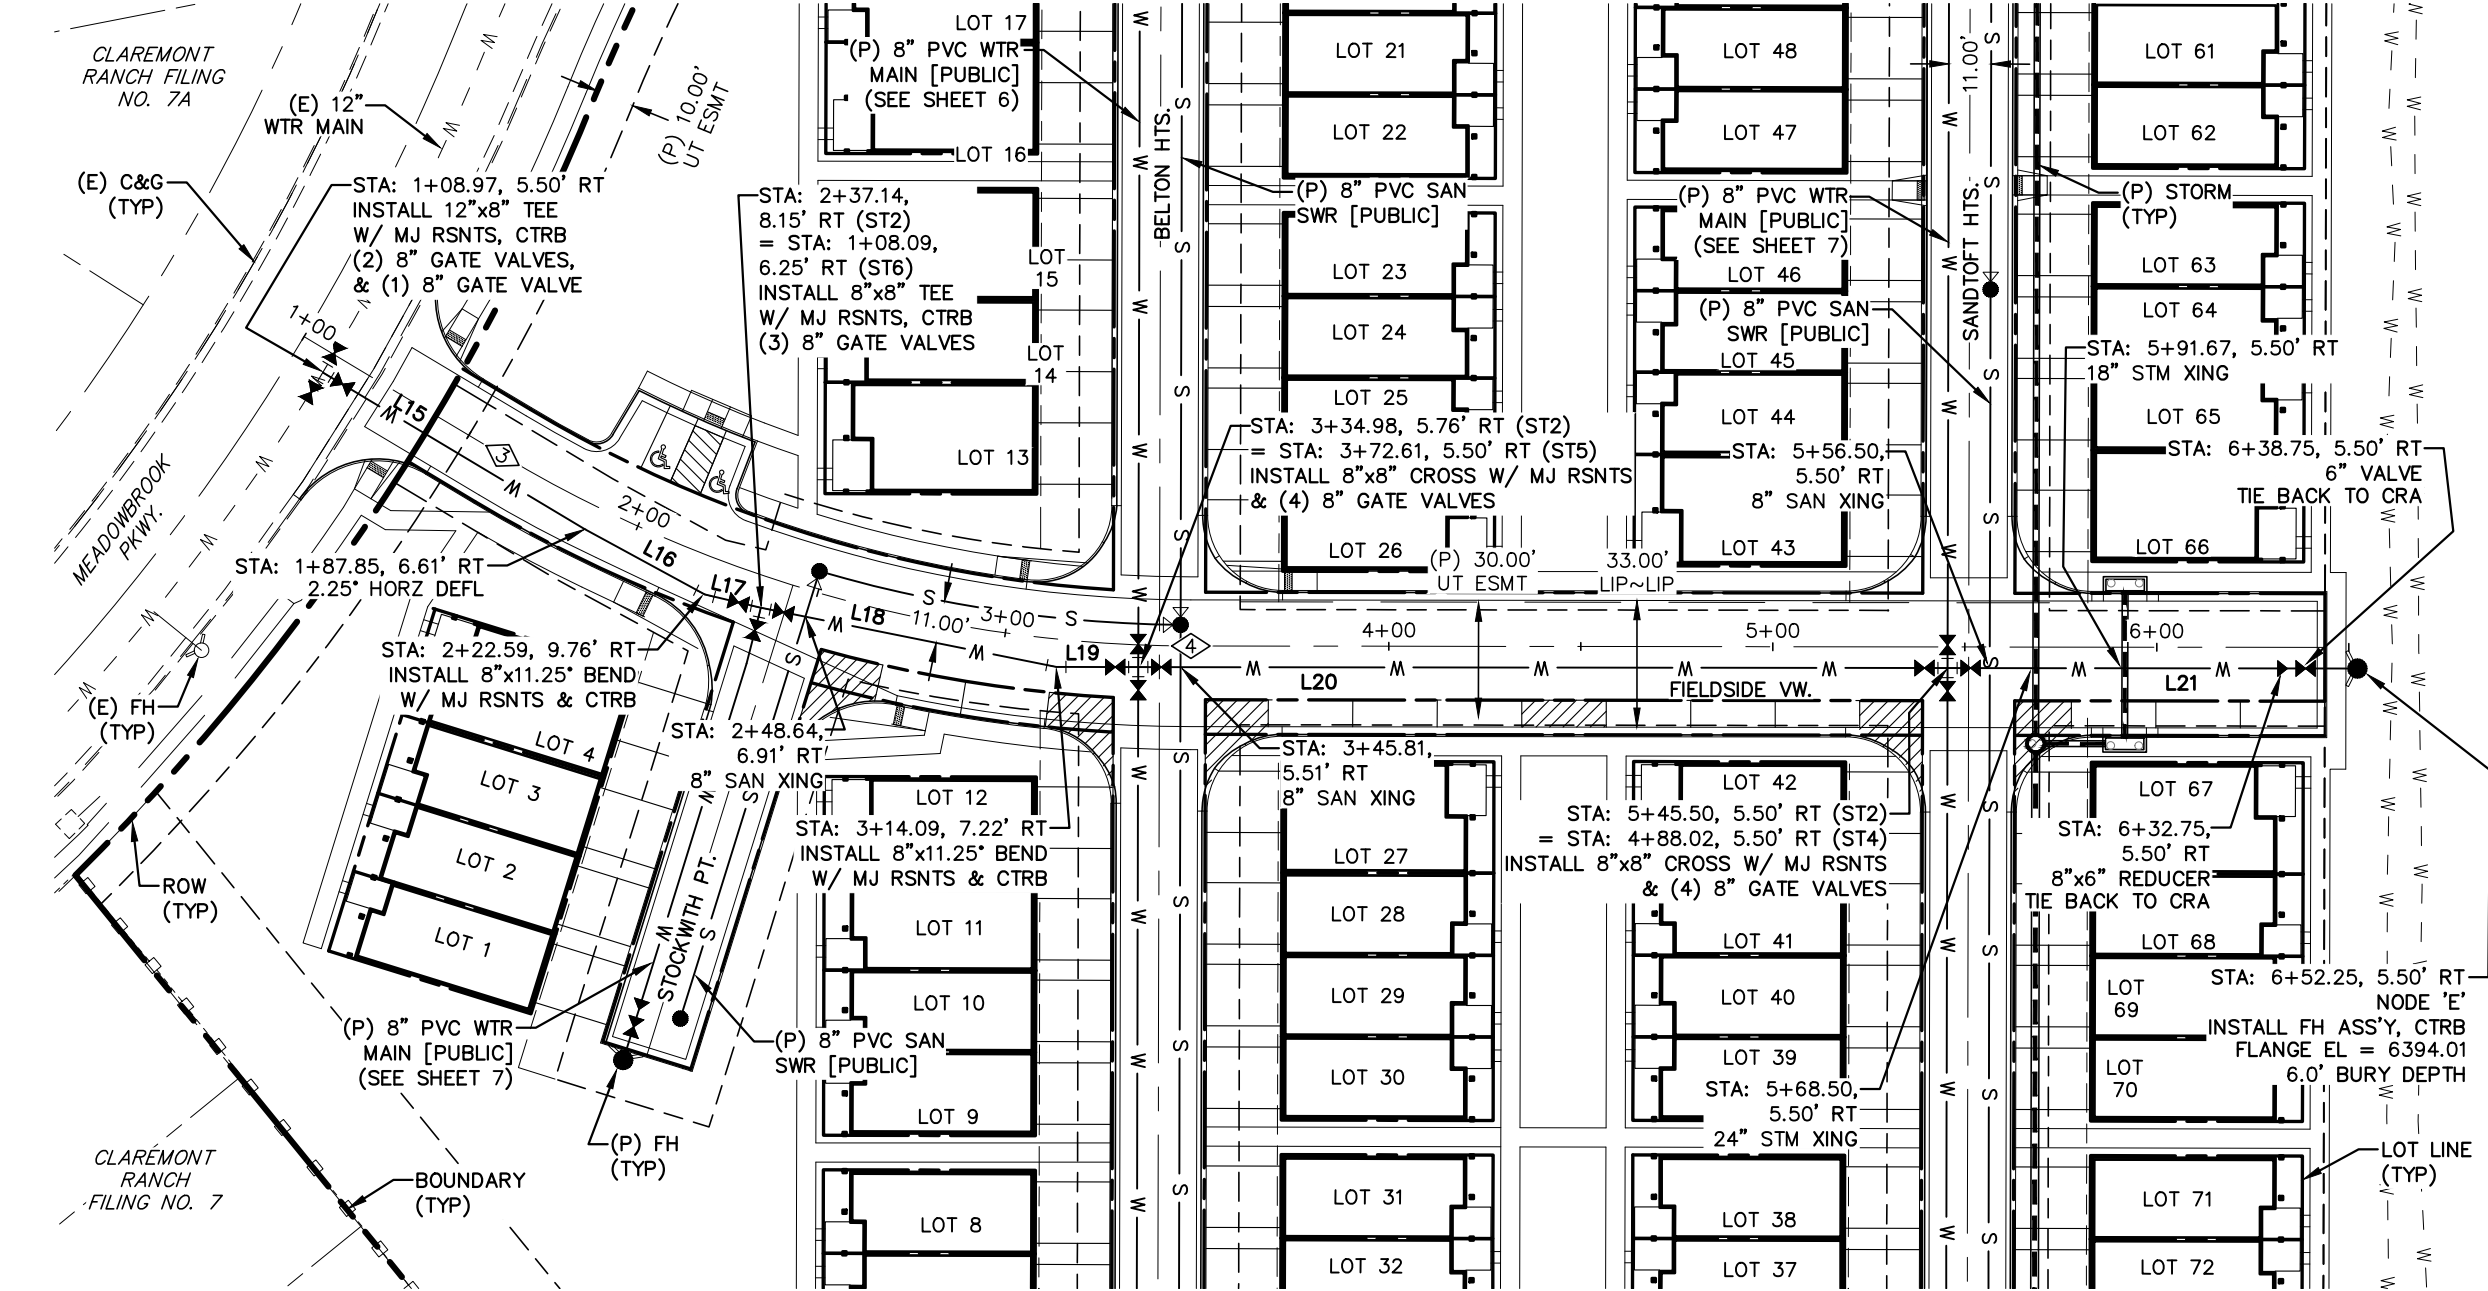 CLAREMONT
RANCH FILING
NO. 7A
(E) 12"
WTR MAIN
(E) C&G
(TYP)
(P) 10.00'
UT ESMT
STA: 1+08.97, 5.50' RT
INSTALL 12"x8" TEE
W/ MJ RSNTS, CTRB
(2) 8" GATE VALVES,
& (1) 8" GATE VALVE
1+00
L15
3
MEADOWBROOK
PKWY.
STA: 2+37.14,
8.15' RT (ST2)
= STA: 1+08.09,
6.25' RT (ST6)
INSTALL 8"x8" TEE
W/ MJ RSNTS, CTRB
(3) 8" GATE VALVES
LOT 17
(P) 8" PVC WTR
MAIN [PUBLIC]
(SEE SHEET 6)
LOT 16
LOT
15
LOT
14
LOT 13
BELTON HTS.
LOT 21
LOT 22
(P) 8" PVC SAN
SWR [PUBLIC]
LOT 23
LOT 24
LOT 25
STA: 3+34.98, 5.76' RT (ST2)
= STA: 3+72.61, 5.50' RT (ST5)
INSTALL 8"x8" CROSS W/ MJ RSNTS
& (4) 8" GATE VALVES
LOT 26
LOT 48
LOT 47
(P) 8" PVC WTR
MAIN [PUBLIC]
(SEE SHEET 7)
LOT 46
(P) 8" PVC SAN
SWR [PUBLIC]
LOT 45
LOT 44
STA: 5+56.50,
5.50' RT
8" SAN XING
LOT 43
11.00'
SANDTOFT HTS.
LOT 61
LOT 62
(P) STORM
(TYP)
LOT 63
LOT 64
STA: 5+91.67, 5.50' RT
18" STM XING
LOT 65
STA: 6+38.75, 5.50' RT
6" VALVE
TIE BACK TO CRA
LOT 66
2+00
L16
L17
L18
11.00'
3+00
L19
4
(P) 30.00'
UT ESMT
33.00'
LIP~LIP
4+00
5+00
6+00
L20
FIELDSIDE VW.
L21
STA: 1+87.85, 6.61' RT
2.25° HORZ DEFL
STA: 2+22.59, 9.76' RT
INSTALL 8"x11.25° BEND
W/ MJ RSNTS & CTRB
(E) FH
(TYP)
STA: 2+48.64,
6.91' RT
8" SAN XING
LOT 4
LOT 3
LOT 2
LOT 1
ROW
(TYP)
STOCKWITH PT.
LOT 12
STA: 3+14.09, 7.22' RT
INSTALL 8"x11.25° BEND
W/ MJ RSNTS & CTRB
LOT 11
LOT 10
LOT 9
LOT 8
(P) 8" PVC WTR
MAIN [PUBLIC]
(SEE SHEET 7)
(P) 8" PVC SAN
SWR [PUBLIC]
(P) FH
(TYP)
CLAREMONT
RANCH
FILING NO. 7
BOUNDARY
(TYP)
STA: 3+45.81,
5.51' RT
8" SAN XING
LOT 27
LOT 28
LOT 29
LOT 30
LOT 31
LOT 32
LOT 42
STA: 5+45.50, 5.50' RT (ST2)
= STA: 4+88.02, 5.50' RT (ST4)
INSTALL 8"x8" CROSS W/ MJ RSNTS
& (4) 8" GATE VALVES
LOT 41
LOT 40
LOT 39
STA: 5+68.50,
5.50' RT
24" STM XING
LOT 38
LOT 37
LOT 67
STA: 6+32.75,
5.50' RT
8"x6" REDUCER
TIE BACK TO CRA
LOT 68
LOT
69
LOT
70
STA: 6+52.25, 5.50' RT
NODE 'E'
INSTALL FH ASS'Y, CTRB
FLANGE EL = 6394.01
6.0' BURY DEPTH
LOT LINE
(TYP)
LOT 71
LOT 72